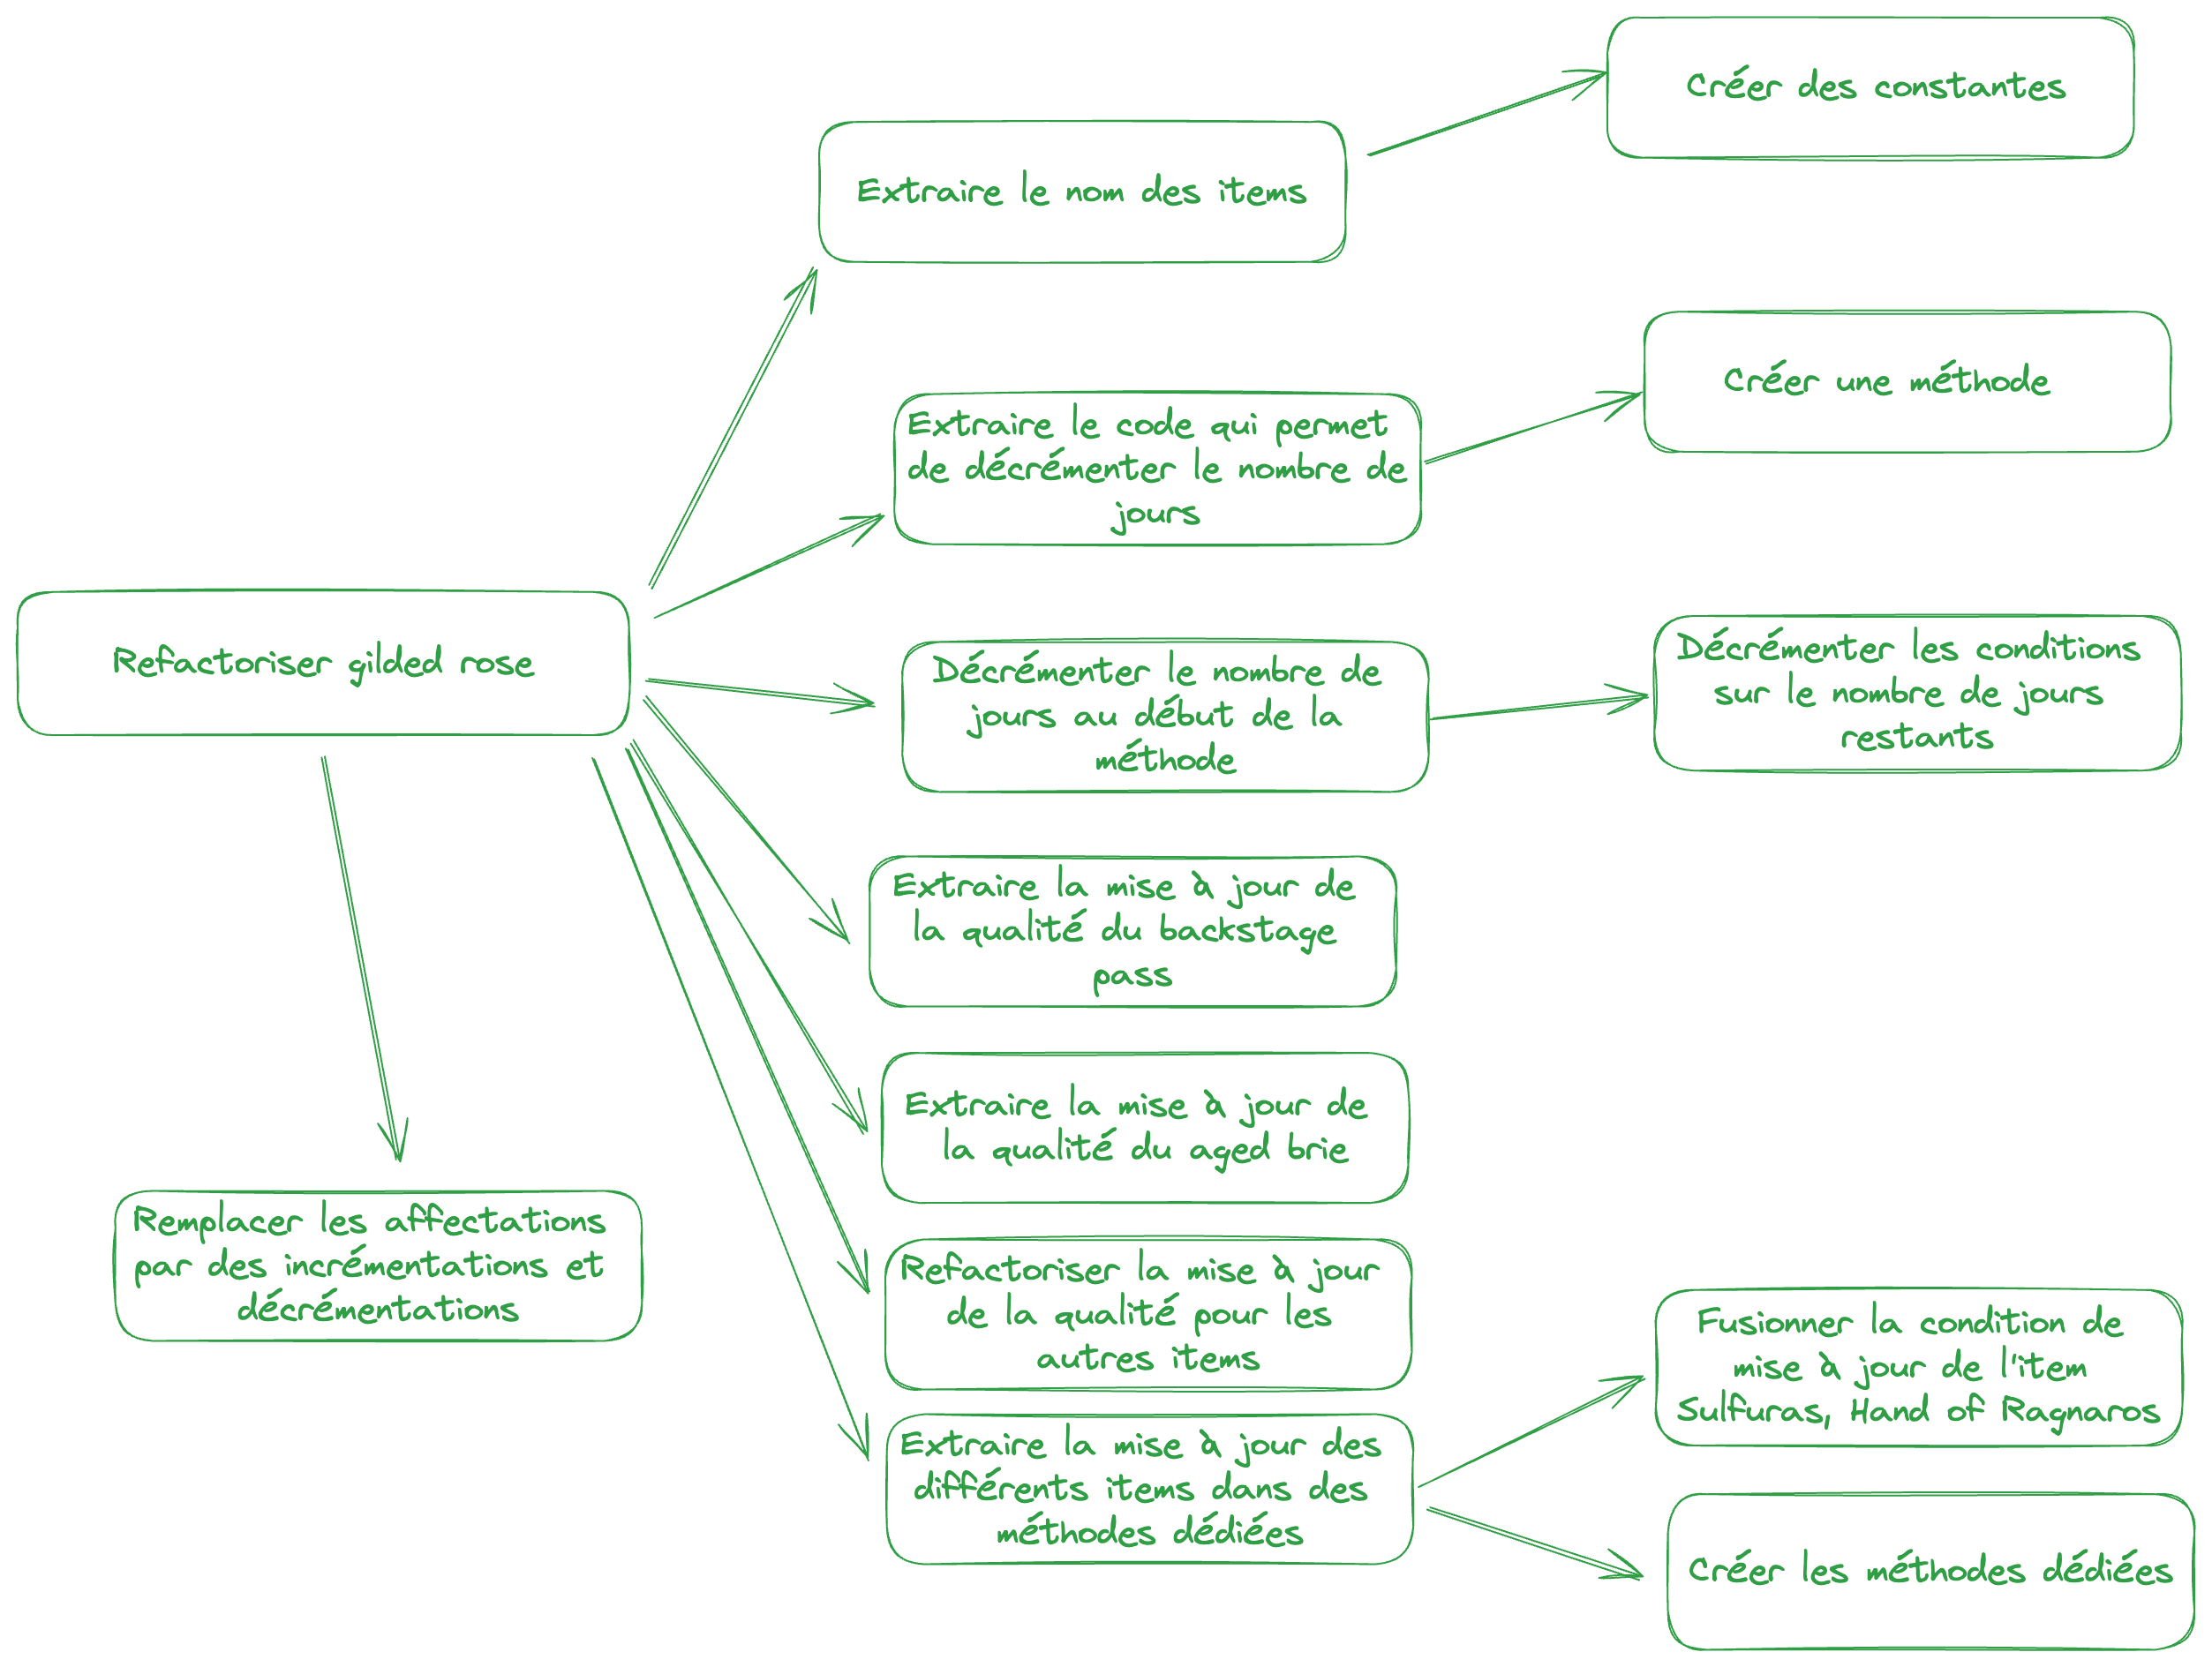 Créer des constantes
Extraire le nom des items
Créer une méthode
Extraire le code qui permet
de décrémenter le nombre de
jours
Refactoriser gilded rose
Décrémenter le nombre de
jours au début de la
méthode
Décrémenter les conditions
sur le nombre de jours
restants
Extraire la mise à jour de
la qualité du backstage
pass
Extraire la mise à jour de
la qualité du aged brie
Remplacer les affectations
par des incrémentations et
décrémentations
Refactoriser la mise à jour
de la qualité pour les
autres items
Fusionner la condition de
mise à jour de l'item
Sulfuras, Hand of Ragnaros
Extraire la mise à jour des
différents items dans des
méthodes dédiées
Créer les méthodes dédiées